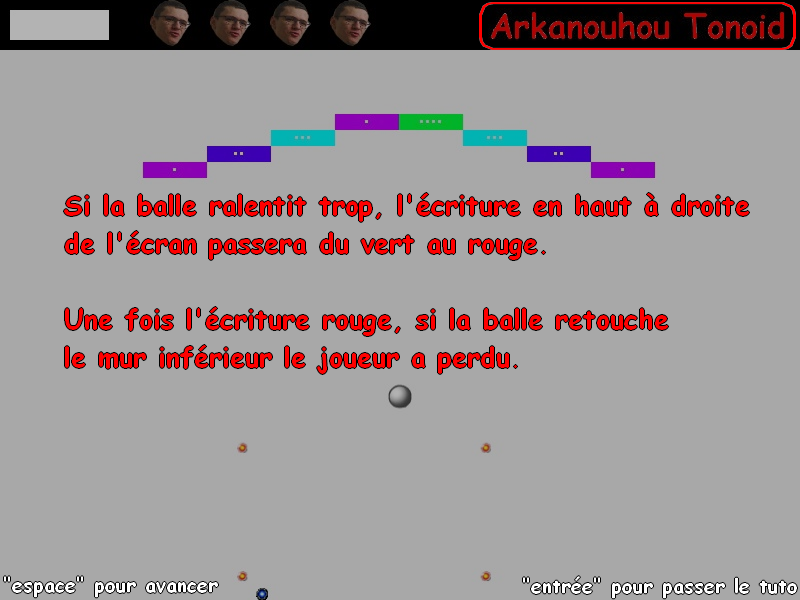 Arkanouhou Tonoid
Si la balle ralentit trop, l'écriture en haut à droite
de l'écran passera du vert au rouge.
Une fois l'écriture rouge, si la balle retouche
le mur inférieur le joueur a perdu.
"espace" pour avancer
"entrée" pour passer le tuto